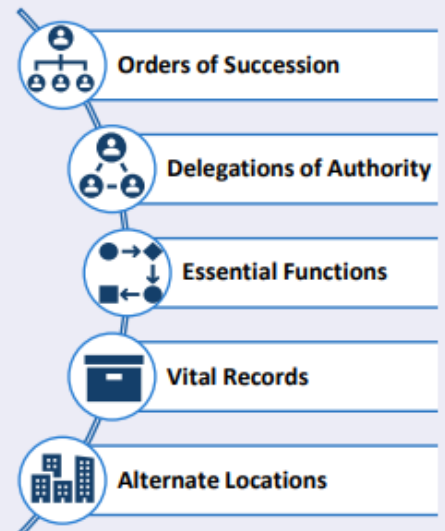 Orders of Succession
Delegations of Authority
Essential Functions
Vital Records
Alternate Locations